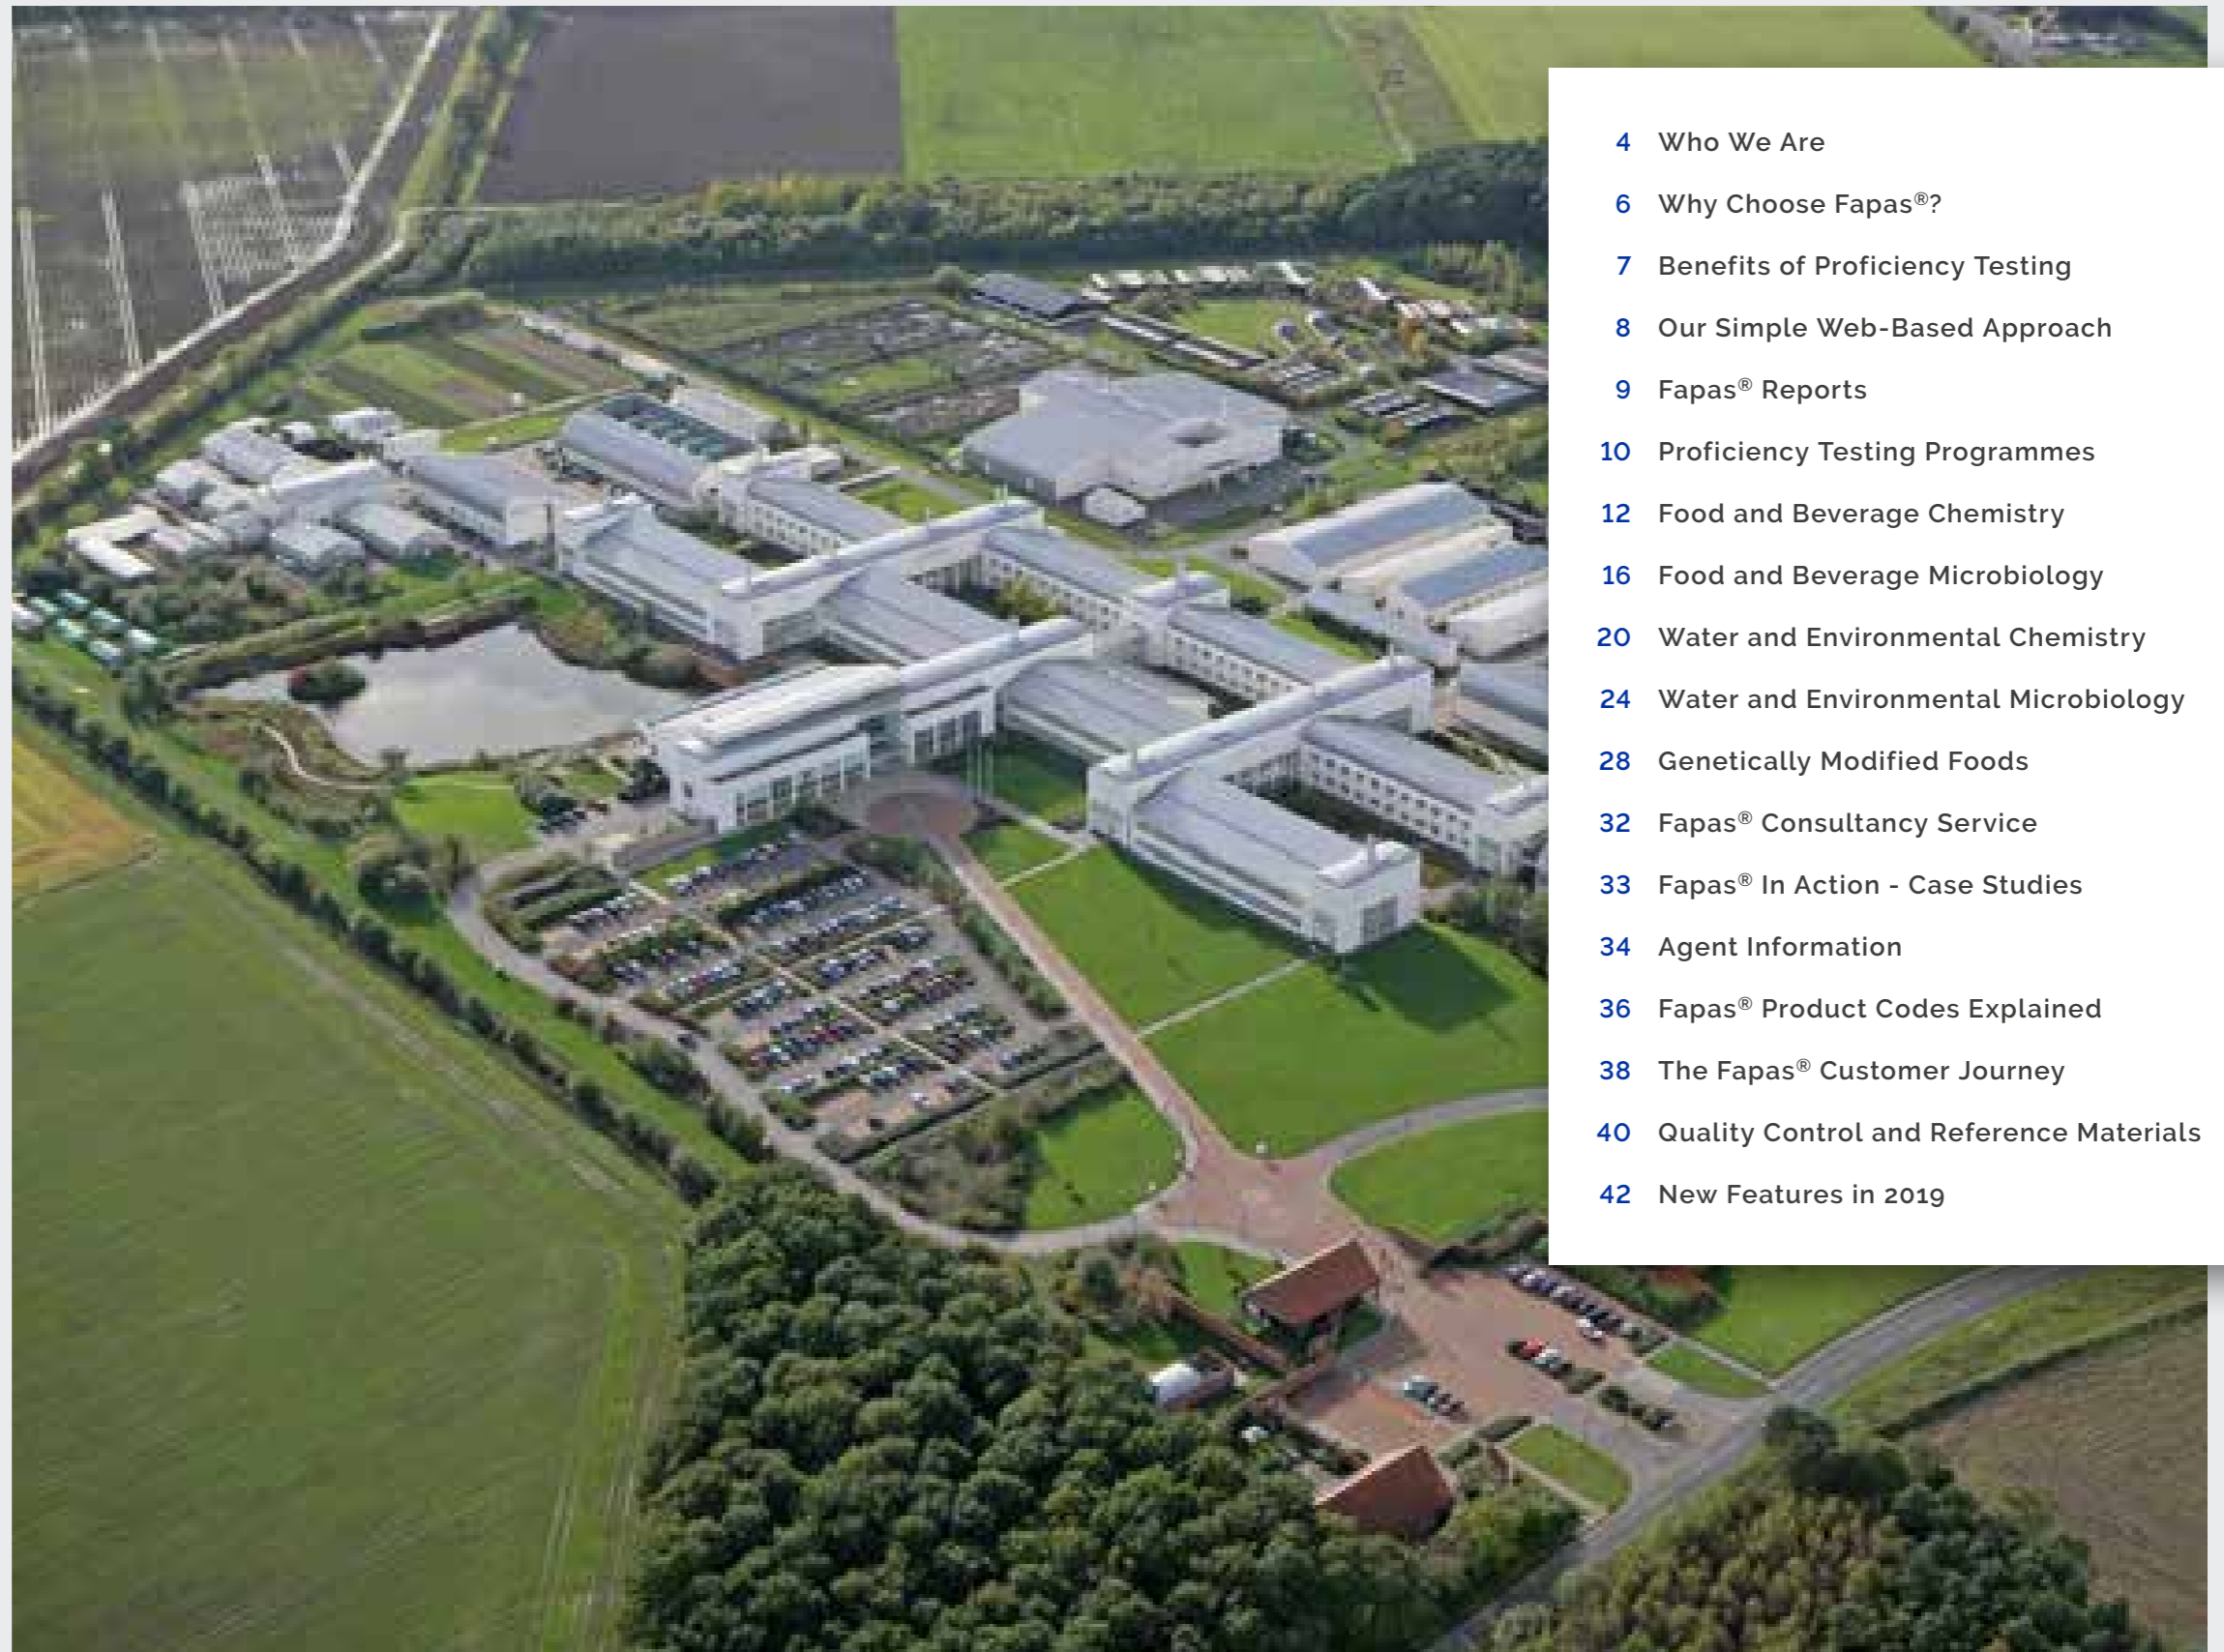 4 Who We Are
6 Why Choose Fapas®?
7 Benefits of Proficiency Testing
8 Our Simple Web-Based Approach
9 Fapas® Reports
10 Proficiency Testing Programmes
12 Food and Beverage Chemistry
16 Food and Beverage Microbiology
20 Water and Environmental Chemistry
24 Water and Environmental Microbiology
28 Genetically Modified Foods
32 Fapas® Consultancy Service
33 Fapas® In Action - Case Studies
34 Agent Information
36 Fapas® Product Codes Explained
38 The Fapas® Customer Journey
40 Quality Control and Reference Materials
42 New Features in 2019